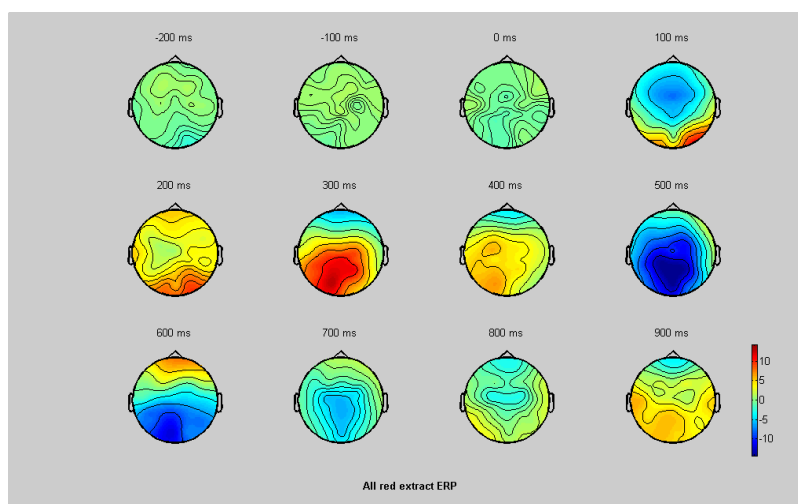 -200 ms
-100 ms
0 ms
100 ms
200 ms
300 ms
400 ms
500 ms
600 ms
700 ms
800 ms
900 ms
10
5
0
-5
-10
All red extract ERP